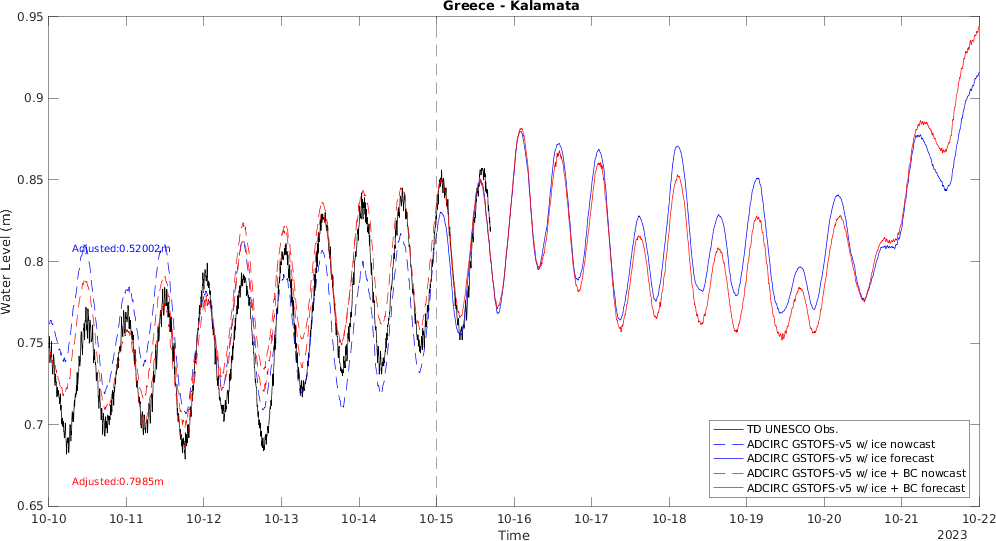 Greece - Kalamata
0.95
0.9
0.85
0.8
0.75
0.7
0.65
Water Level (m)
Adjusted:0.52002m
Adjusted:0.7985m
TD UNESCO Obs.
ADCIRC GSTOFS-v5 w/ ice nowcast
ADCIRC GSTOFS-v5 w/ ice forecast
ADCIRC GSTOFS-v5 w/ ice + BC nowcast
ADCIRC GSTOFS-v5 w/ ice + BC forecast
10-10 10-11 10-12 10-13 10-14 10-15 10-16 10-17 10-18 10-19 10-20 10-21 10-22
Time
2023